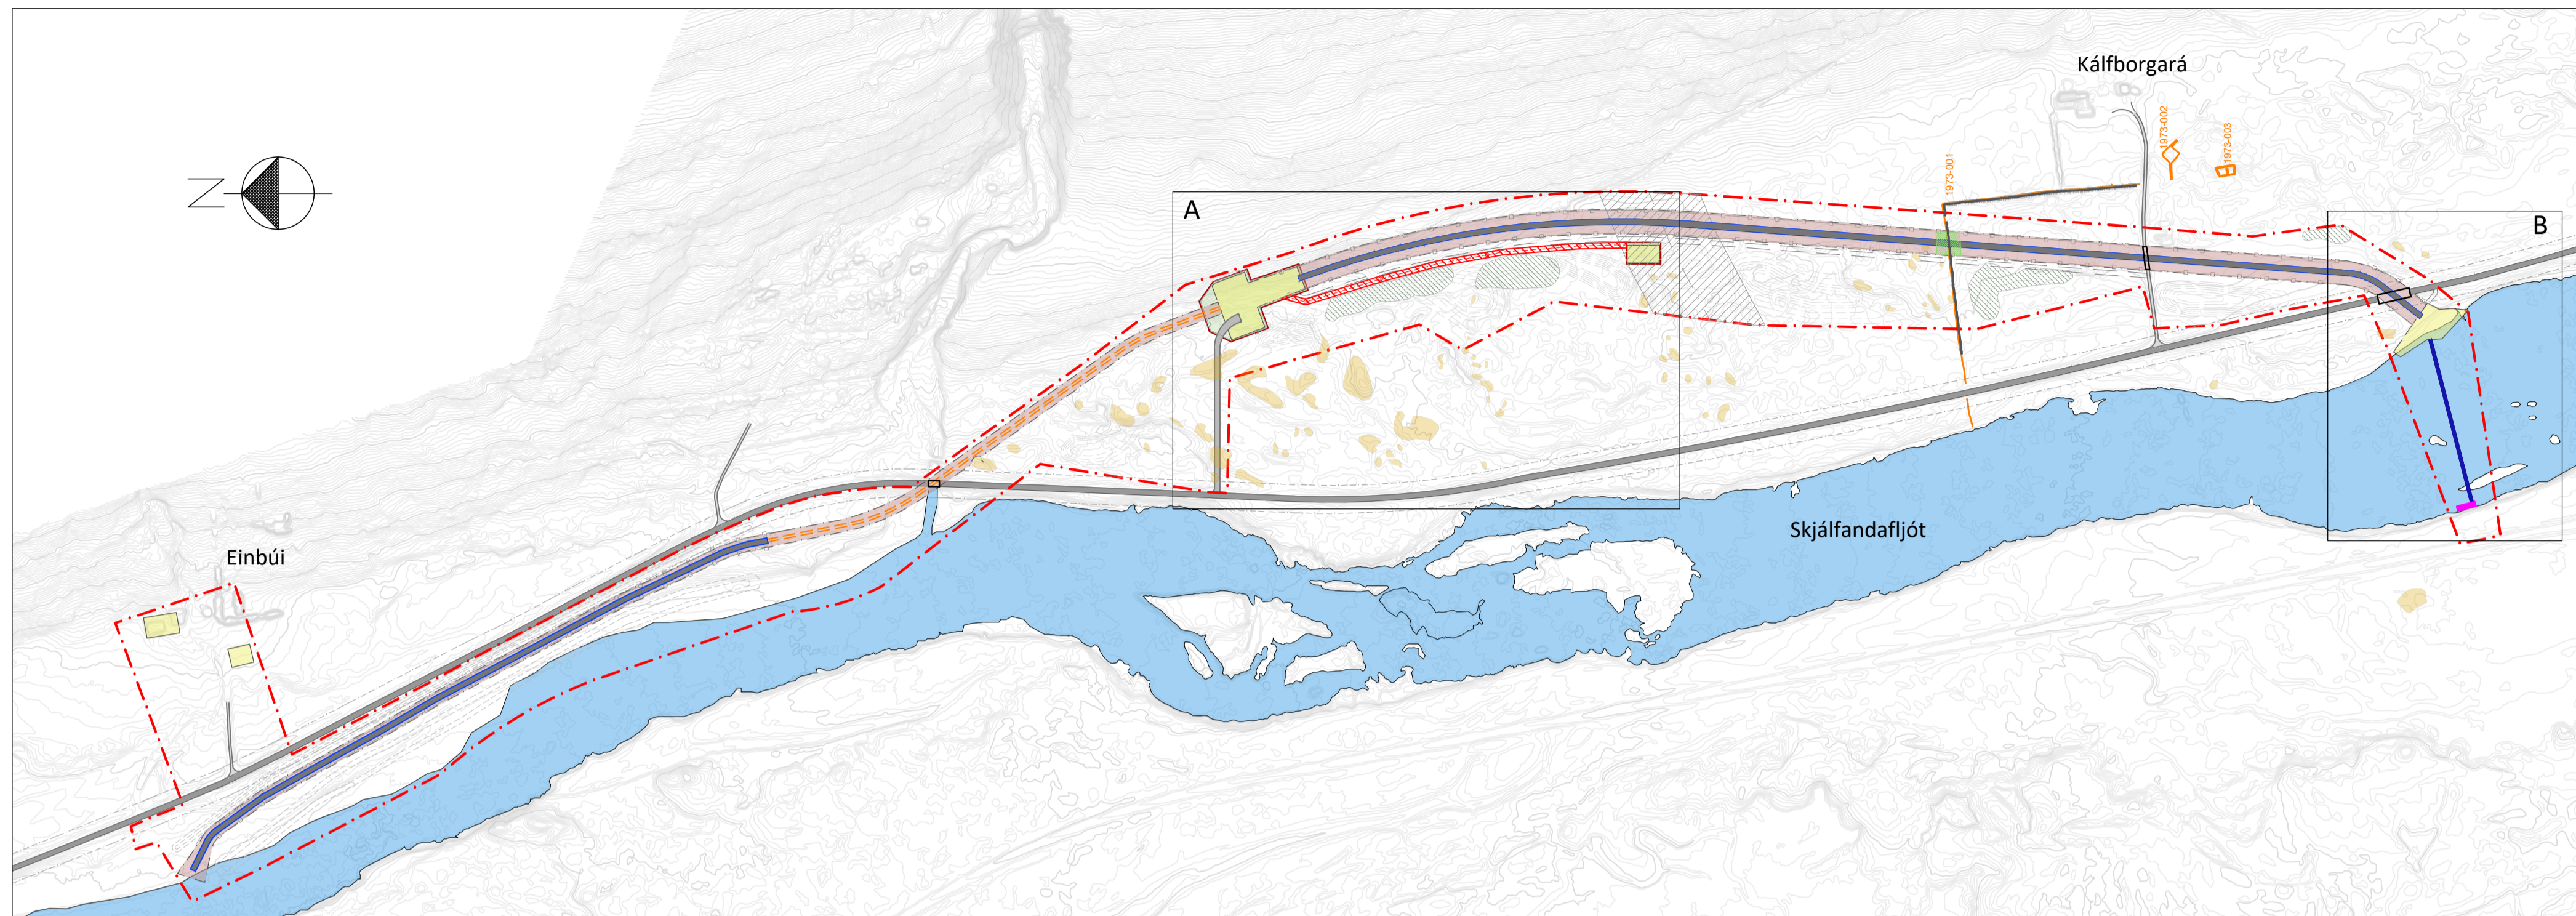 Kálfborgará
1973-002
1973-003
1973-001
N
A
B
Skjálfandafljót
Einbúi